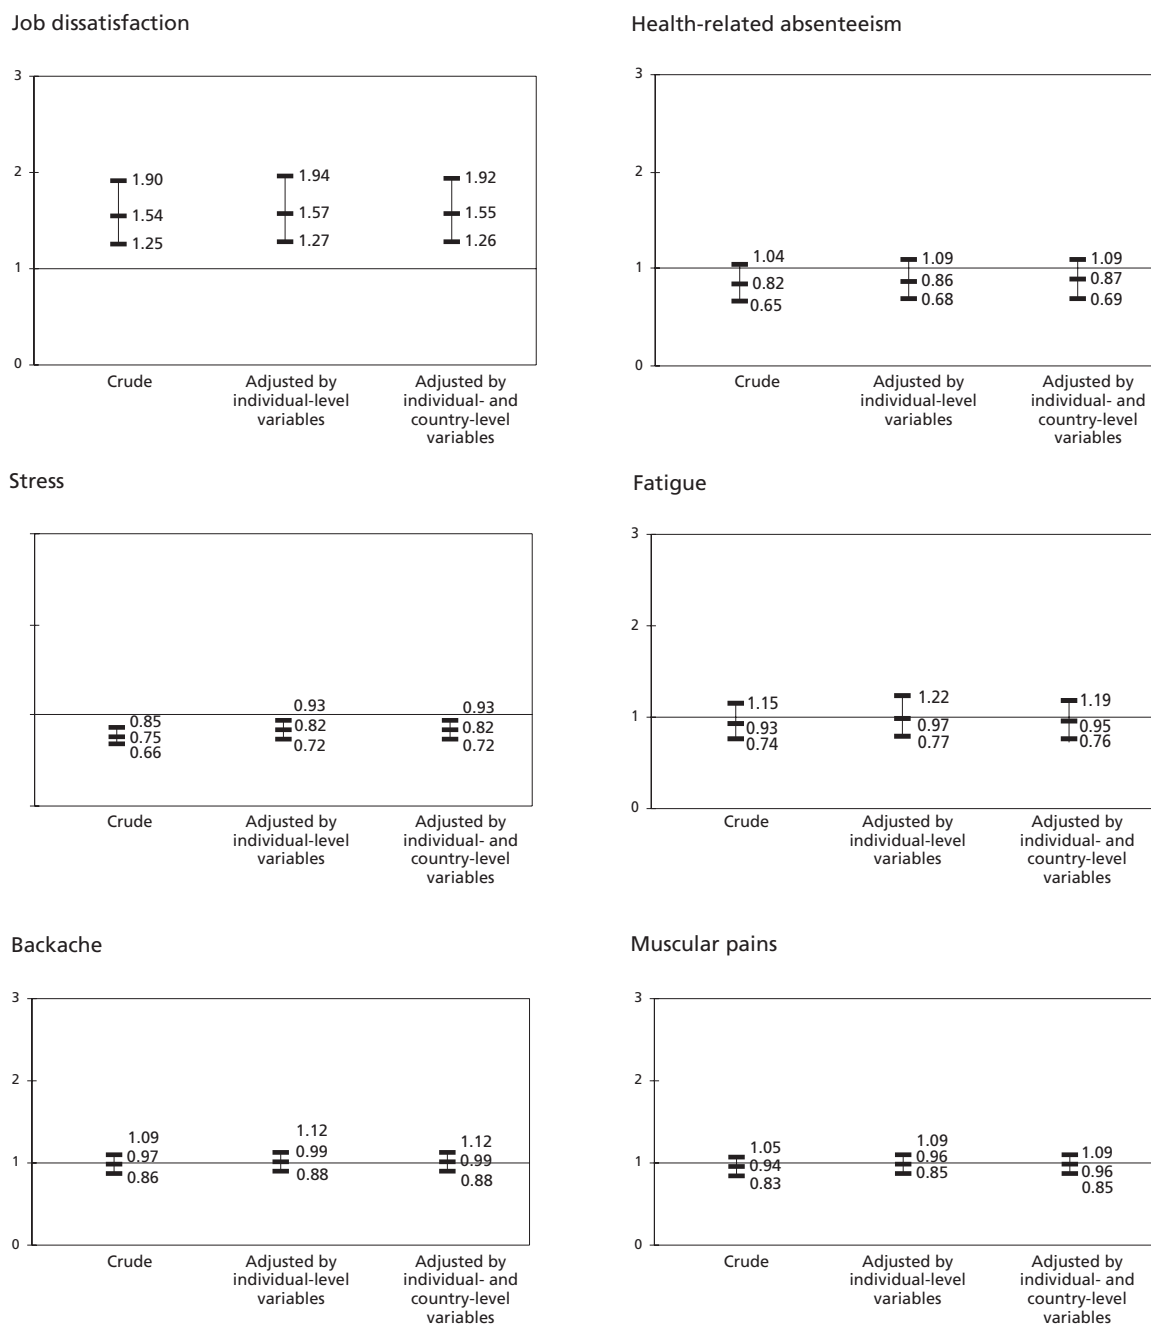 Job dissatisfaction
3
2
1
0
1.90
1.54
1.25
1.94
1.57
1.27
1.92
1.55
1.26
Crude
Adjusted by
individual-level
variables
Adjusted by
individual- and
country-level
variables
Health-related absenteeism
3
2
1
0
1.04
0.82
0.65
1.09
0.86
0.68
1.09
0.87
0.69
Crude
Adjusted by
individual-level
variables
Adjusted by
individual- and
country-level
variables
Stress
0.85
0.75
0.66
0.93
0.82
0.72
0.93
0.82
0.72
Crude
Adjusted by
individual-level
variables
Adjusted by
individual- and
country-level
variables
Fatigue
3
2
1
0
1.15
0.93
0.74
1.22
0.97
0.77
1.19
0.95
0.76
Crude
Adjusted by
individual-level
variables
Adjusted by
individual- and
country-level
variables
Backache
3
2
1
0
1.09
0.97
0.86
1.12
0.99
0.88
1.12
0.99
0.88
Crude
Adjusted by
individual-level
variables
Adjusted by
individual- and
country-level
variables
Muscular pains
3
2
1
0
1.05
0.94
0.83
1.09
0.96
0.85
1.09
0.96
0.85
Crude
Adjusted by
individual-level
variables
Adjusted by
individual- and
country-level
variables